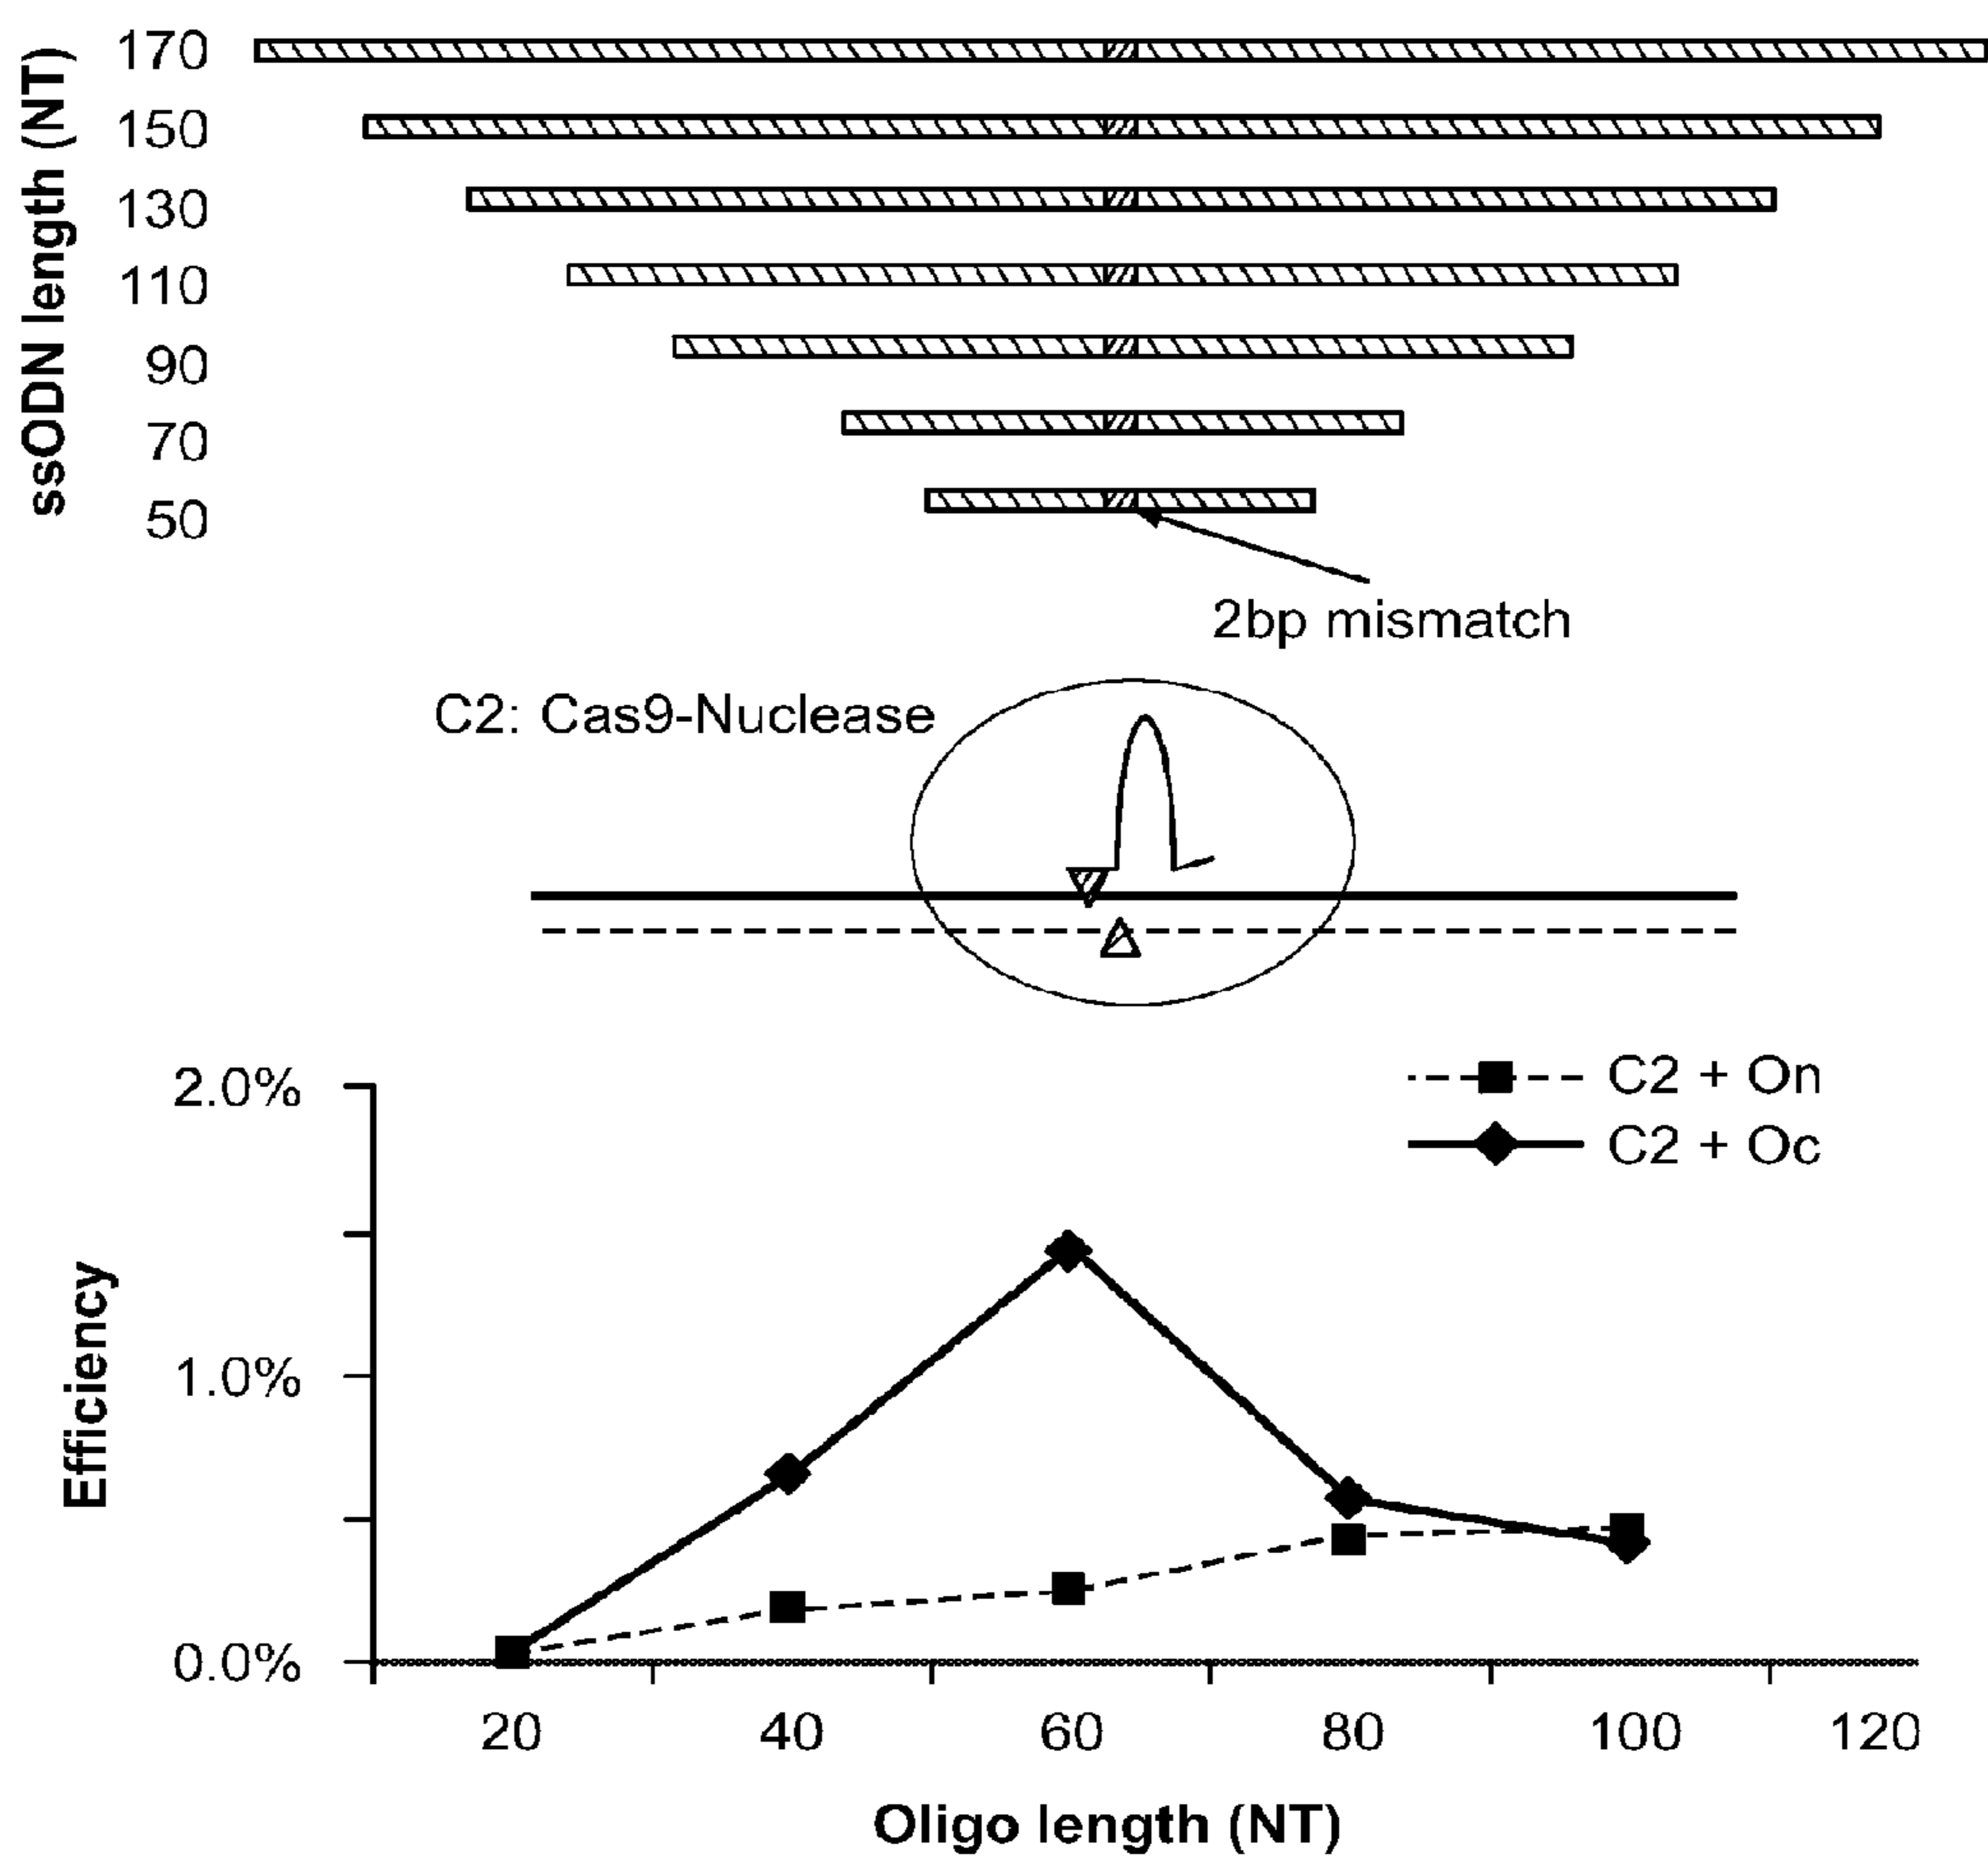 ssODN length (NT)
170
150
130
110
90
70
50
2bp mismatch
C2: Cas9-Nuclease
C2 + On
C2 + Oc
Efficiency
2.0%
1.0%
0.0%
20 40 60 80 100 120
Oligo length (NT)